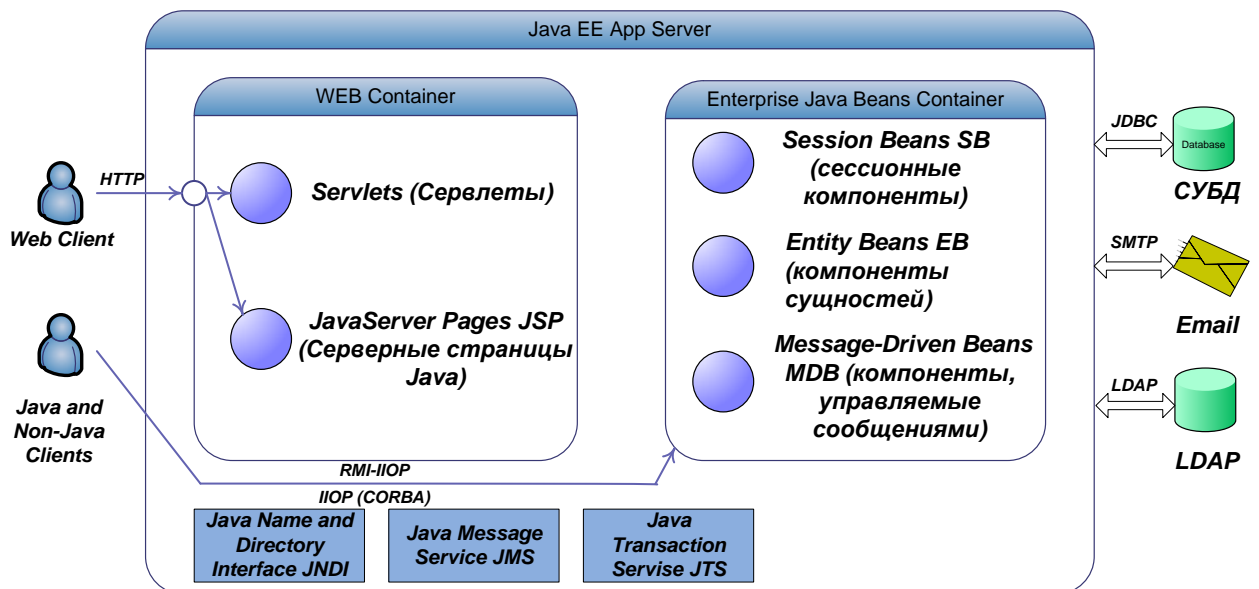 Java EE App Server
WEB Container
Enterprise Java Beans Container
HTTP
Web Client
Servlets (Сервлеты)
JavaServer Pages JSP
(Серверные страницы
Java)
Java and
Non-Java
Clients
RMI-IIOP
IIOP (CORBA)
Session Beans SB
(сессионные
компоненты)
Entity Beans EB
(компоненты
сущностей)
Message-Driven Beans
MDB (компоненты,
управляемые
сообщениями)
JDBC
Database
СУБД
SMTP
Email
LDAP
LDAP
Java Name and
Directory
Interface JNDI
Java Message
Service JMS
Java
Transaction
Servise JTS